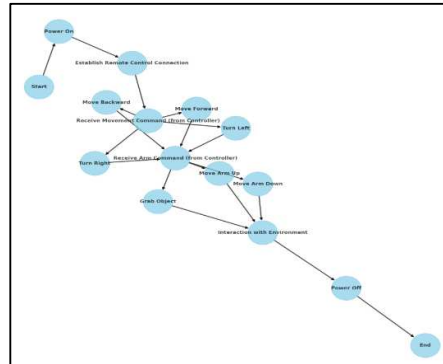 Power On
Establish Remote Control Connection
Start
Move Backward
Move Forward
Receive Movement Command (from Controller)
Turn Left
Receive Arm Command (from Controller)
Turn Right
Move Arm Up
Move Arm Down
Grab Object
Interaction with Environment
Power Off
End